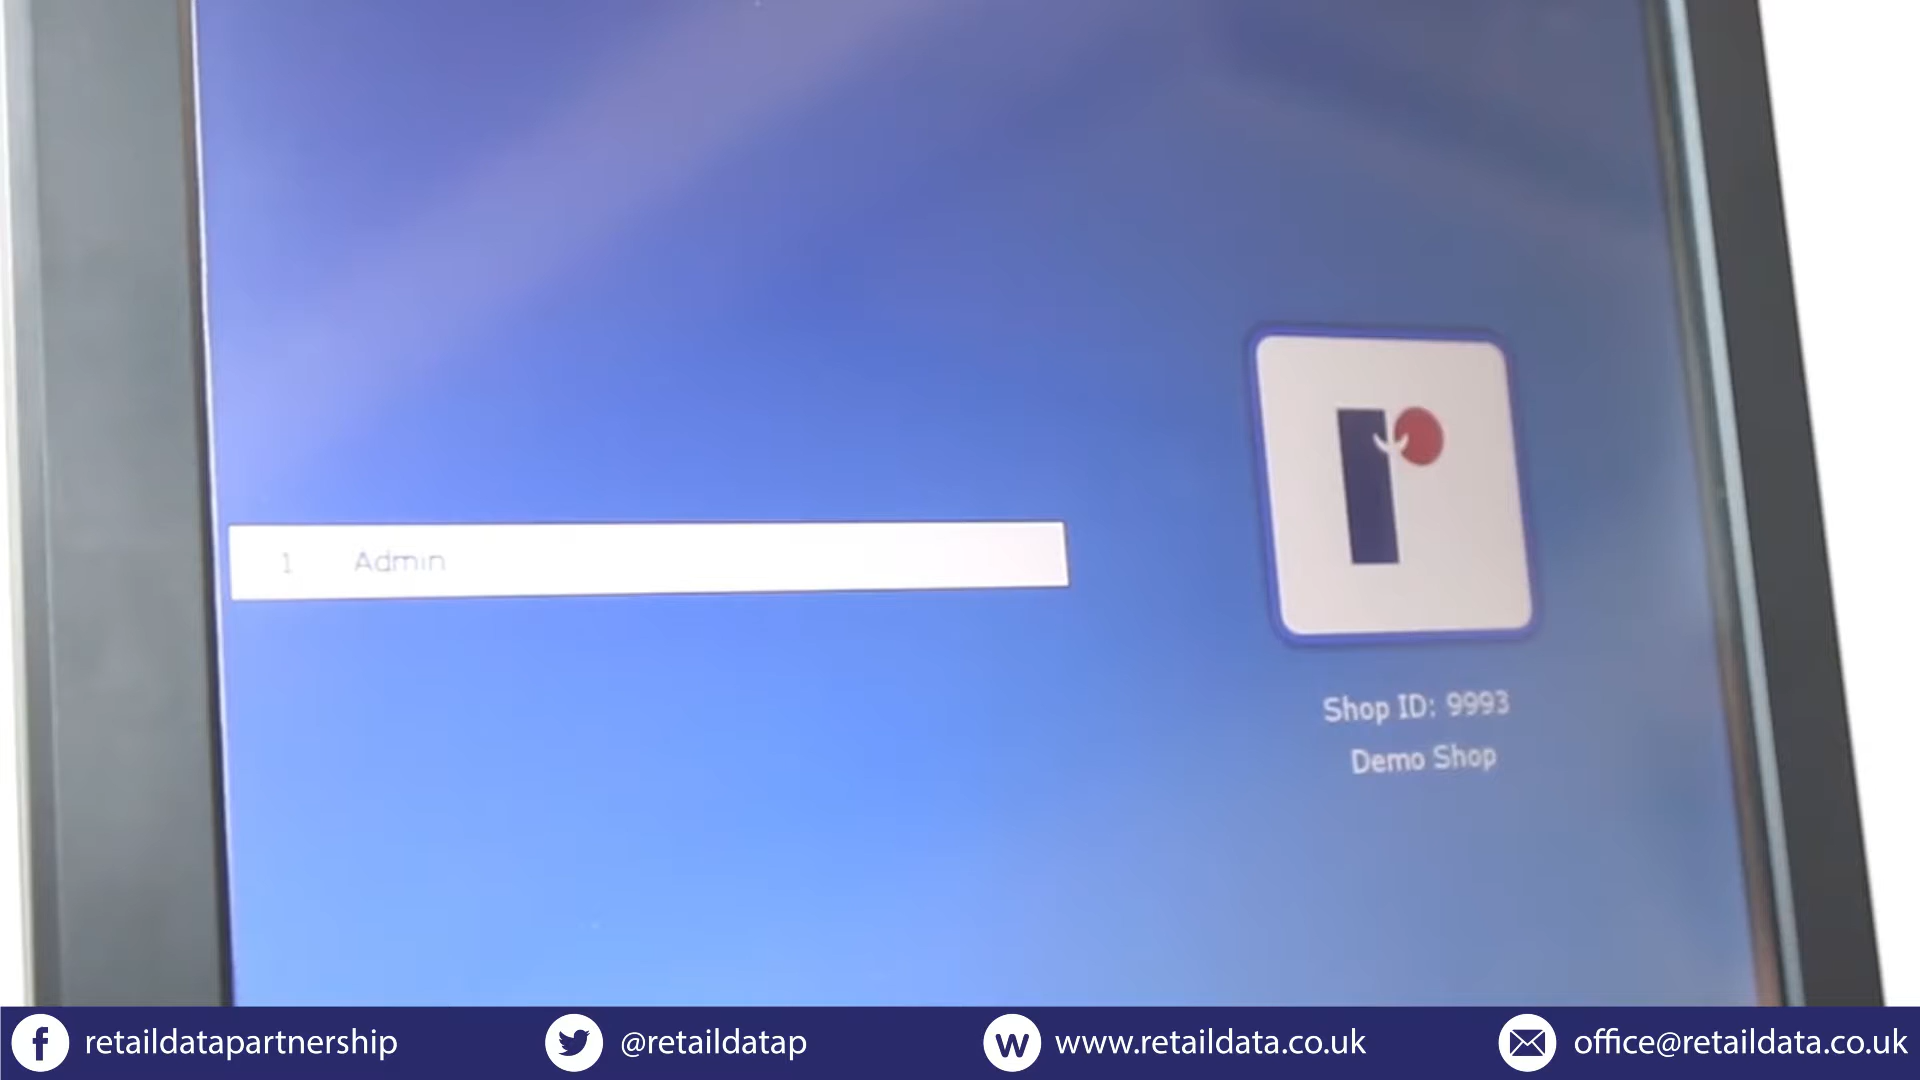 1 Admin
Shop ID: 9993
Demo Shop
retaildatapartnership
@retaildatap
www.retaildata.co.uk
office@retaildata.co.uk